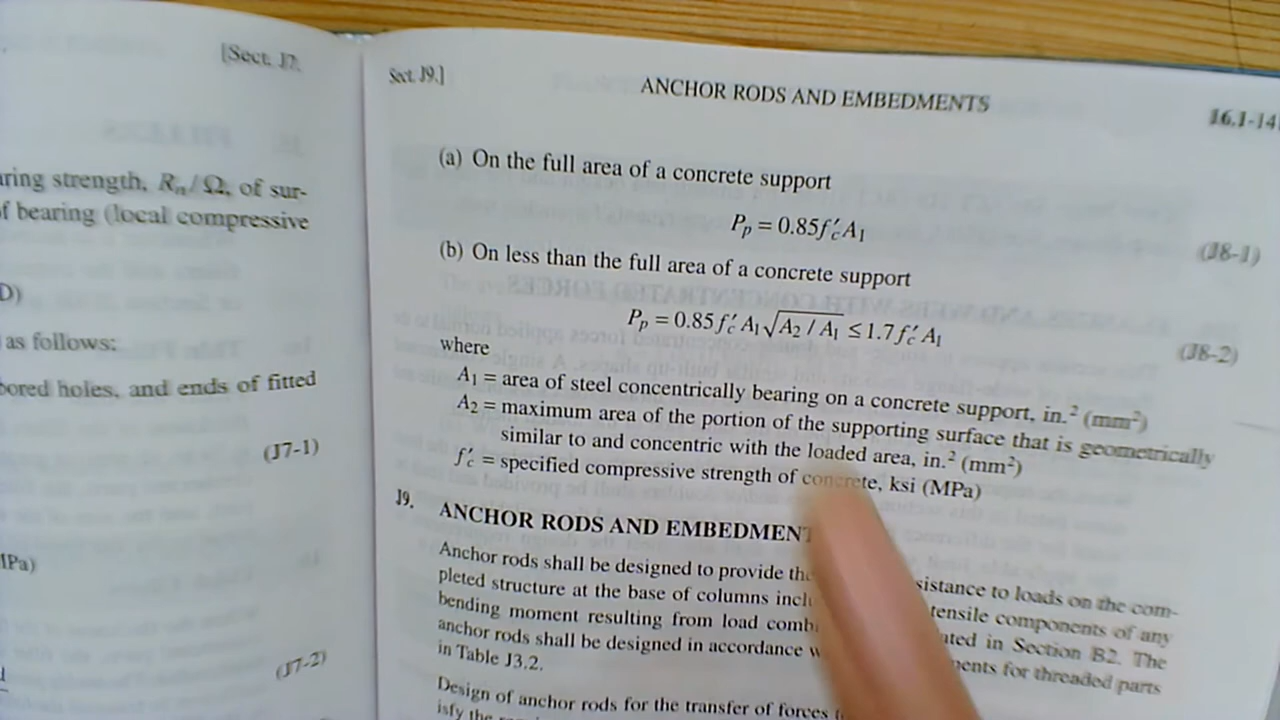 [Sect. J7.
aring strength, Rₙ/Ω, of sur-
f bearing (local compressive
D)
as follows:
bored holes, and ends of fitted
(J7-1)
MPa)
(J7-2)
Sect. J9.] ANCHOR RODS AND EMBEDMENTS 16.1-14
(a) On the full area of a concrete support
Pₚ = 0.85f′c A₁ (J8-1)
(b) On less than the full area of a concrete support
Pₚ = 0.85 f′c A₁√(A₂ / A₁) ≤ 1.7 f′c A₁ (J8-2)
where
A₁ = area of steel concentrically bearing on a concrete support, in.² (mm²)
A₂ = maximum area of the portion of the supporting surface that is geometrically
similar to and concentric with the loaded area, in.² (mm²)
f′c = specified compressive strength of concrete, ksi (MPa)
J9. ANCHOR RODS AND EMBEDMENT
Anchor rods shall be designed to provide the sistance to loads on the com-
pleted structure at the base of columns incl tensile components of any
bending moment resulting from load comb ted in Section B2. The
anchor rods shall be designed in accordance w ents for threaded parts
in Table J3.2.
Design of anchor rods for the transfer of forces
isfy the